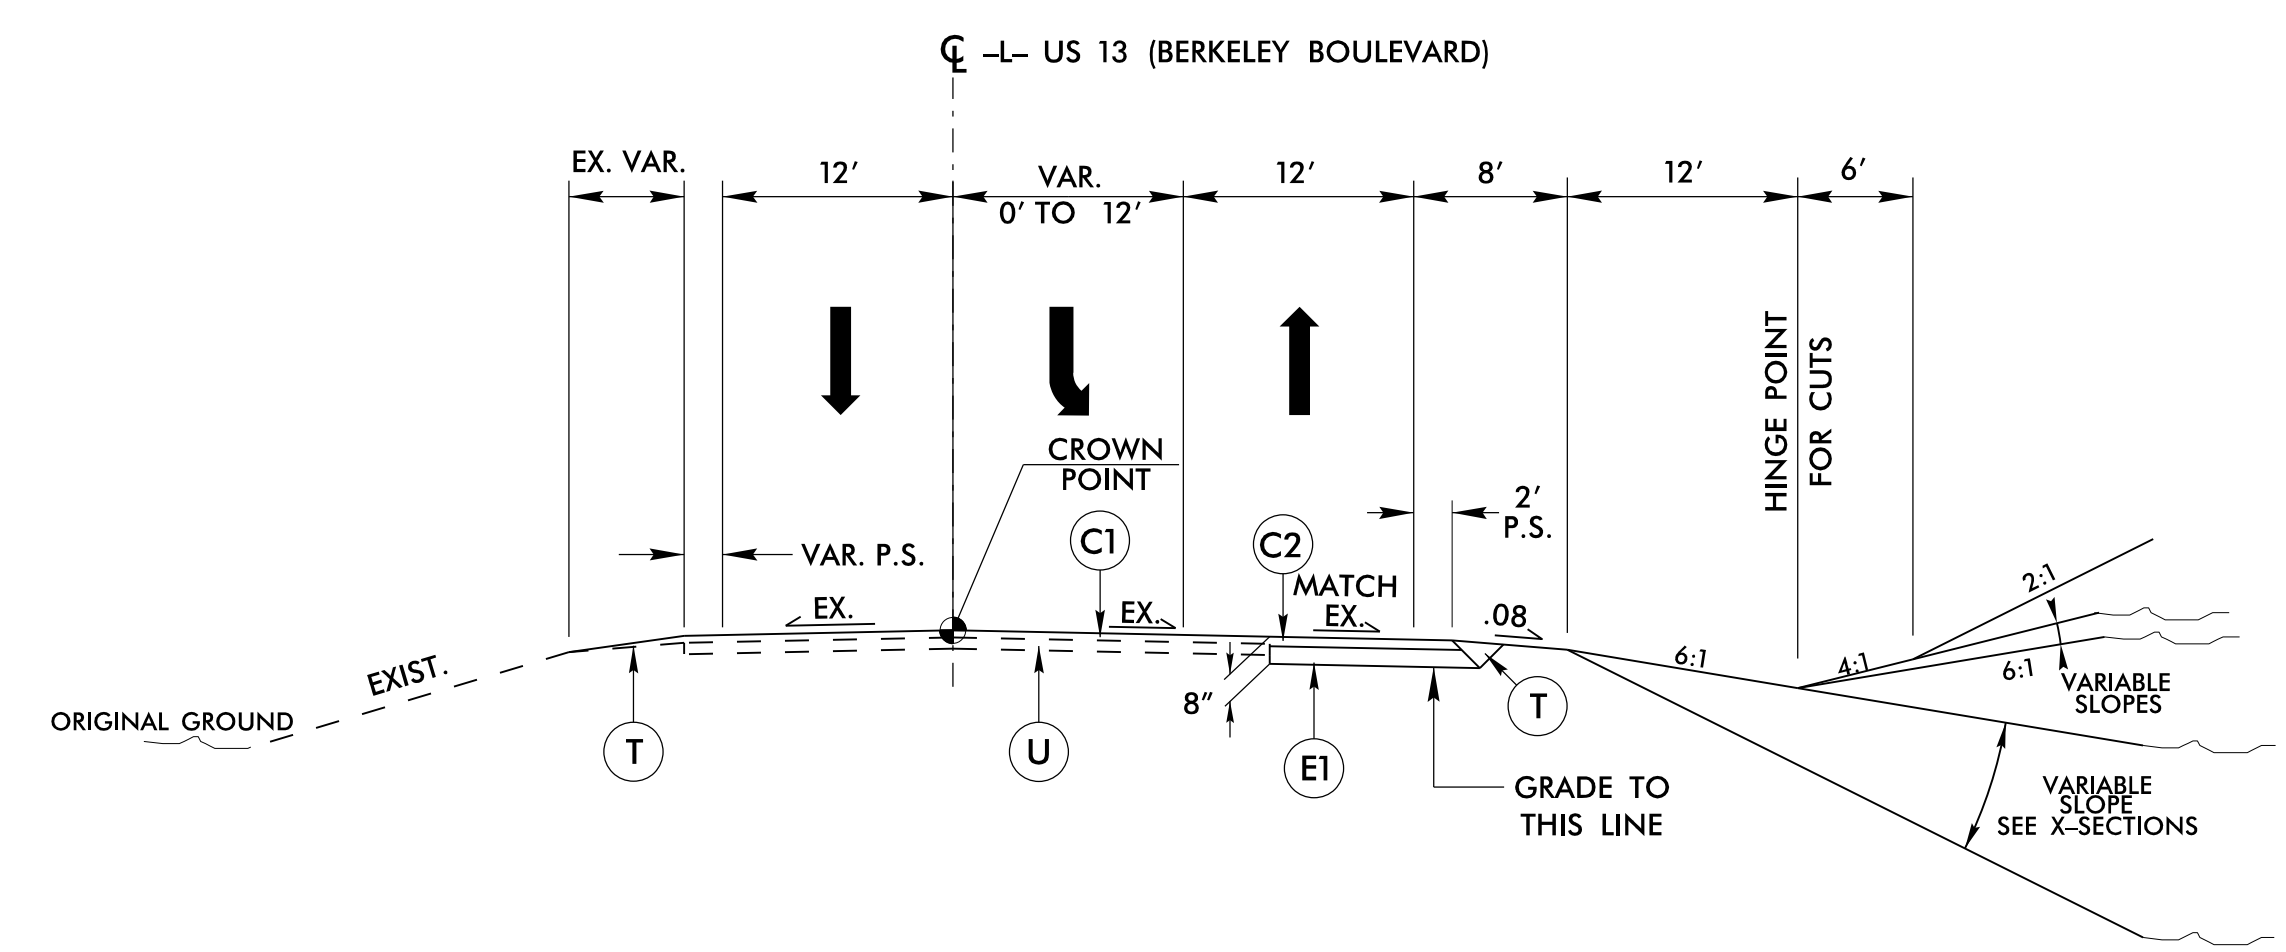 ℄ -L- US 13 (BERKELEY BOULEVARD)
EX. VAR.
12'
VAR.
0' TO 12'
12'
8'
12'
6'
HINGE POINT
FOR CUTS
CROWN
POINT
2'
P.S.
VAR. P.S.
C1
C2
MATCH
EX.
EX.
EX.
.08
2:1
6:1
4:1
6:1
VARIABLE
SLOPES
EXIST.
ORIGINAL GROUND
8"
T
U
E1
T
GRADE TO
THIS LINE
VARIABLE
SLOPE
SEE X-SECTIONS